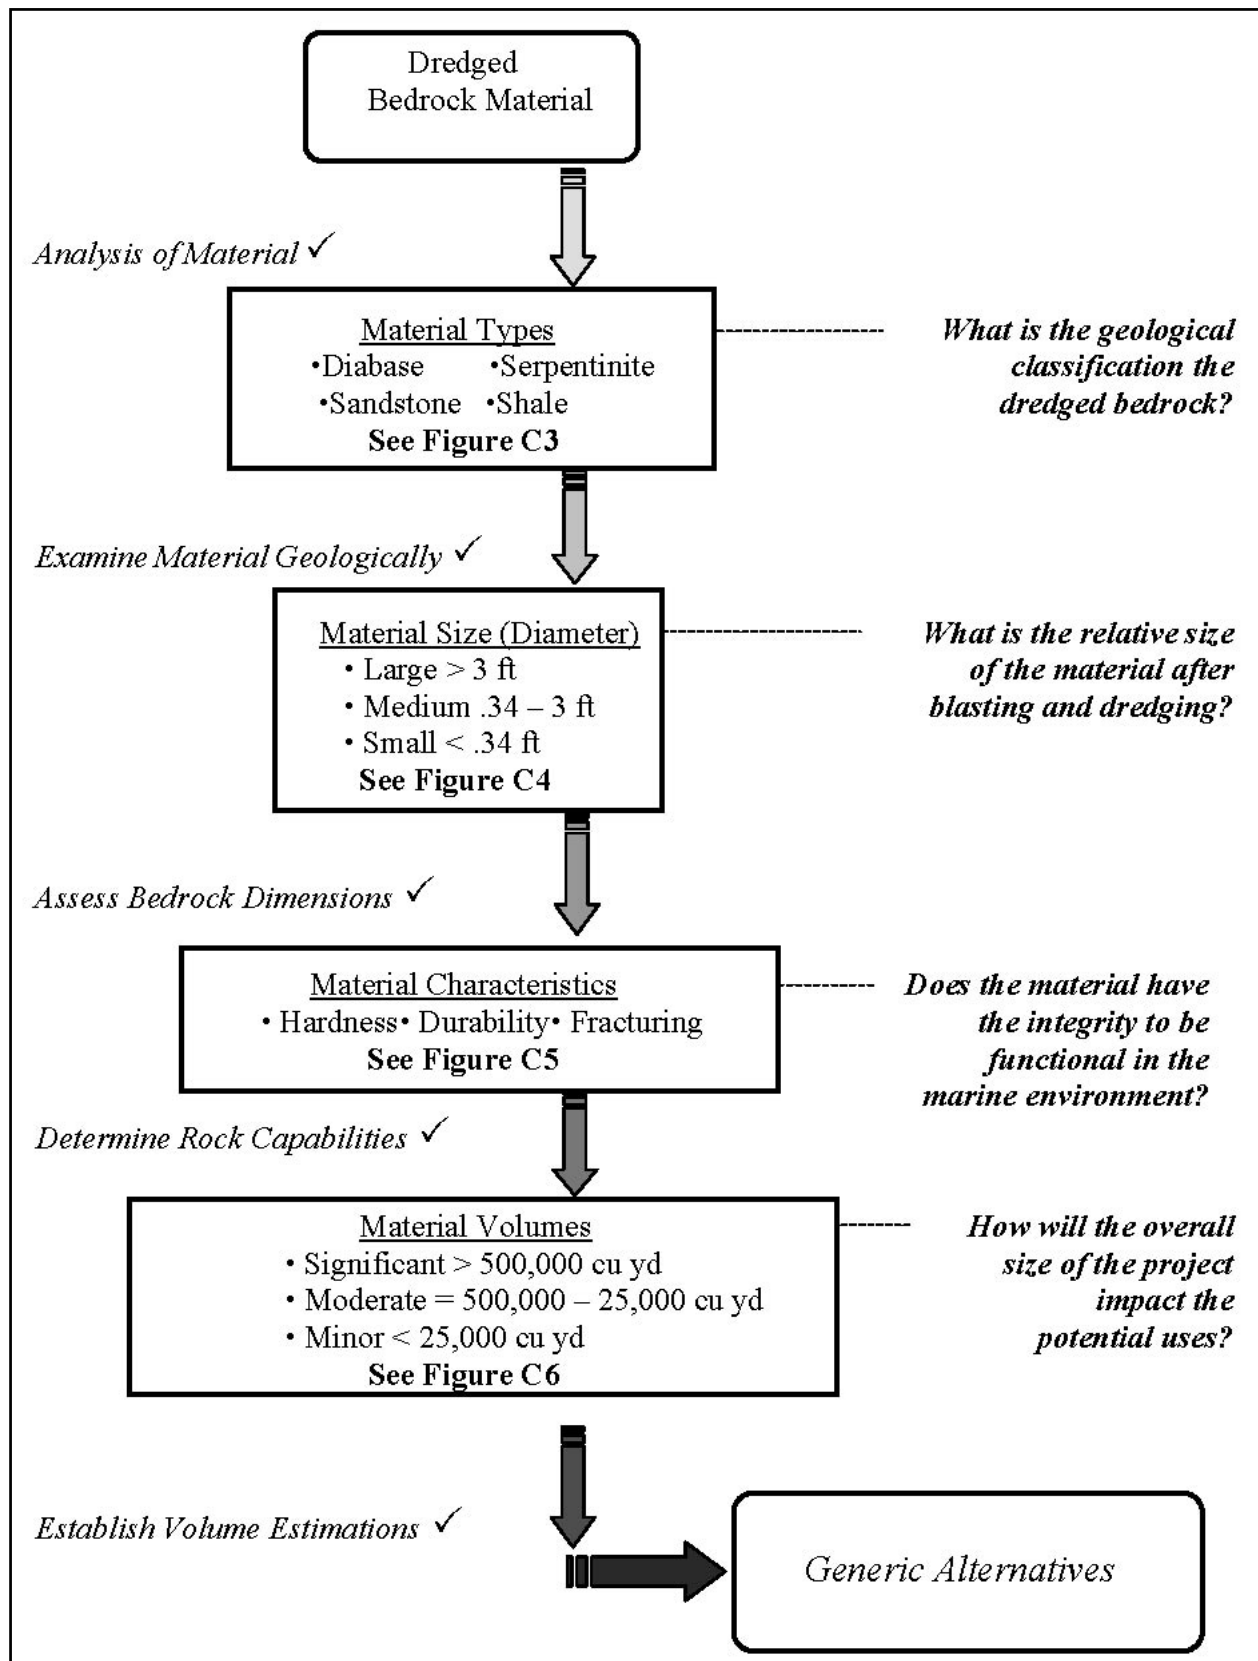 Dredged
Bedrock Material
Analysis of Material ✓
Material Types
•Diabase •Serpentinite
•Sandstone •Shale
See Figure C3
What is the geological
classification the
dredged bedrock?
Examine Material Geologically ✓
Material Size (Diameter)
• Large > 3 ft
• Medium .34 – 3 ft
• Small < .34 ft
See Figure C4
What is the relative size
of the material after
blasting and dredging?
Assess Bedrock Dimensions ✓
Material Characteristics
• Hardness• Durability• Fracturing
See Figure C5
Does the material have
the integrity to be
functional in the
marine environment?
Determine Rock Capabilities ✓
Material Volumes
• Significant > 500,000 cu yd
• Moderate = 500,000 – 25,000 cu yd
• Minor < 25,000 cu yd
See Figure C6
How will the overall
size of the project
impact the
potential uses?
Establish Volume Estimations ✓
Generic Alternatives